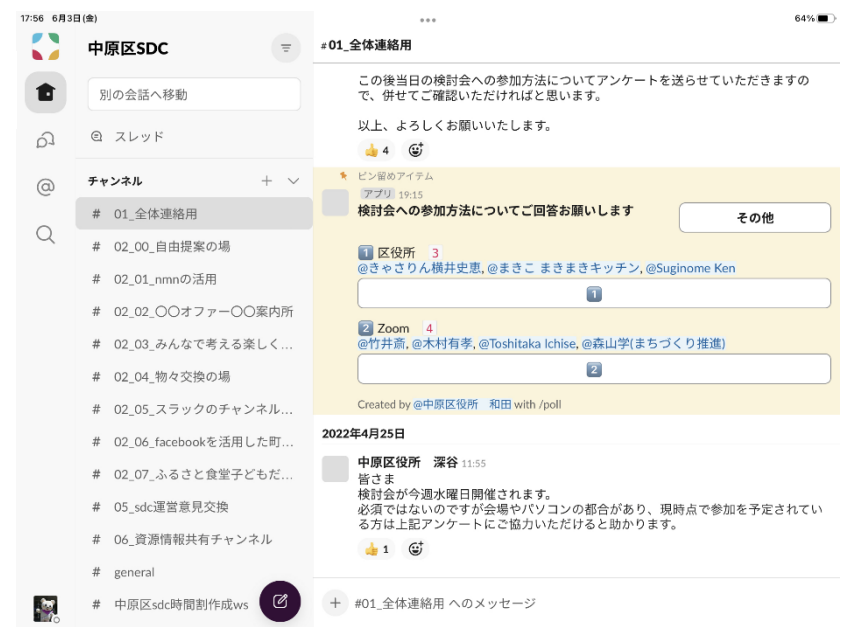 17:56 6月3日(金)
64%
中原区SDC
別の会話へ移動
スレッド
チャンネル
# 01_全体連絡用
# 02_00_自由提案の場
# 02_01_nmnの活用
# 02_02_〇〇オファー〇〇案内所
# 02_03_みんなで考える楽しく...
# 02_04_物々交換の場
# 02_05_スラックのチャンネル...
# 02_06_facebookを活用した町...
# 02_07_ふるさと食堂子どもだ...
# 05_sdc運営意見交換
# 06_資源情報共有チャンネル
# general
# 中原区sdc時間割作成ws
#01_全体連絡用
この後当日の検討会への参加方法についてアンケートを送らせていただきますの
で、併せてご確認いただければと思います。
以上、よろしくお願いいたします。
4
ピン留めアイテム
アプリ 19:15
検討会への参加方法についてご回答お願いします
その他
1 区役所 3
@きゃさりん横井史恵, @まきこ まきまきキッチン, @Suginome Ken
1
2 Zoom 4
@竹井斎, @木村有孝, @Toshitaka Ichise, @森山学(まちづくり推進)
2
Created by @中原区役所 和田 with /poll
2022年4月25日
中原区役所 深谷 11:55
皆さま
検討会が今週水曜日開催されます。
必須ではないのですが会場やパソコンの都合があり、現時点で参加を予定されてい
る方は上記アンケートにご協力いただけると助かります。
1
#01_全体連絡用 へのメッセージ